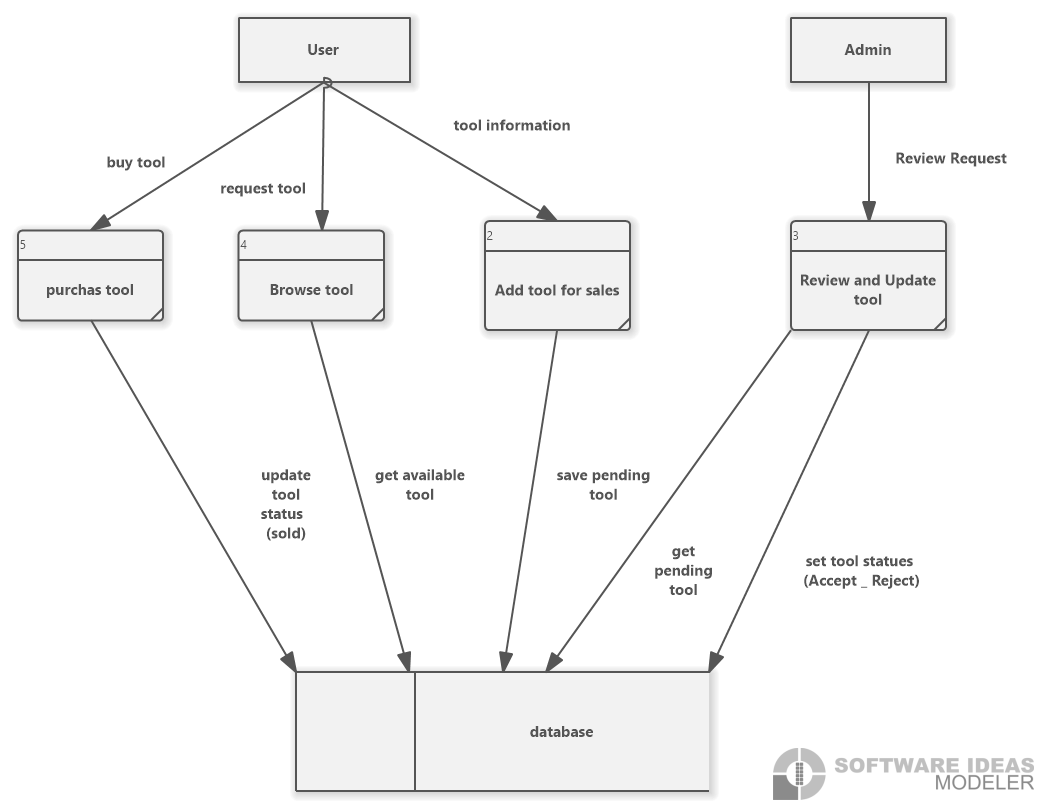 User
Admin
tool information
buy tool
Review Request
request tool
5
4
2
3
purchas tool
Browse tool
Add tool for sales
Review and Update
tool
update
tool
status
(sold)
get available
tool
save pending
tool
get
pending
tool
set tool statues
(Accept _ Reject)
database
SOFTWARE IDEAS
MODELER